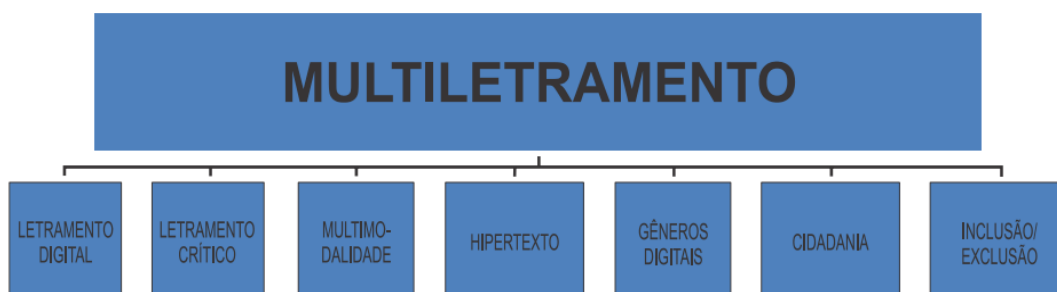 MULTILETRAMENTO
LETRAMENTO
DIGITAL
LETRAMENTO
CRÍTICO
MULTIMO-
DALIDADE
HIPERTEXTO
GÊNEROS
DIGITAIS
CIDADANIA
INCLUSÃO/
EXCLUSÃO